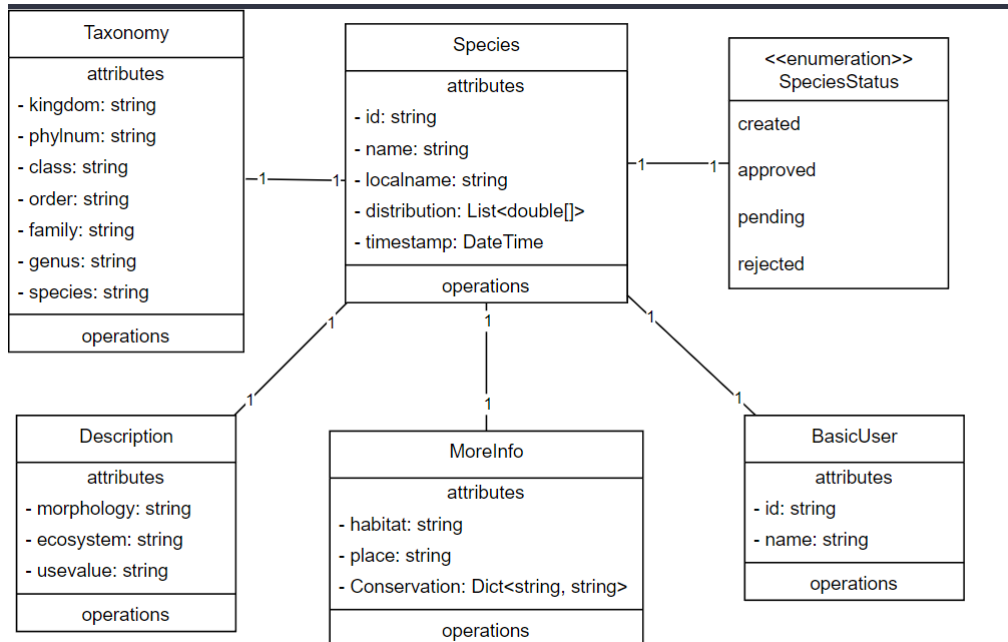 Taxonomy
attributes
- kingdom: string
- phylnum: string
- class: string
- order: string
- family: string
- genus: string
- species: string
operations
Species
attributes
- id: string
- name: string
- localname: string
- distribution: List<double[]>
- timestamp: DateTime
operations
<<enumeration>>
SpeciesStatus
created
approved
pending
rejected
1
1
1
1
1
1
1
1
1
1
Description
attributes
- morphology: string
- ecosystem: string
- usevalue: string
operations
MoreInfo
attributes
- habitat: string
- place: string
- Conservation: Dict<string, string>
operations
BasicUser
attributes
- id: string
- name: string
operations